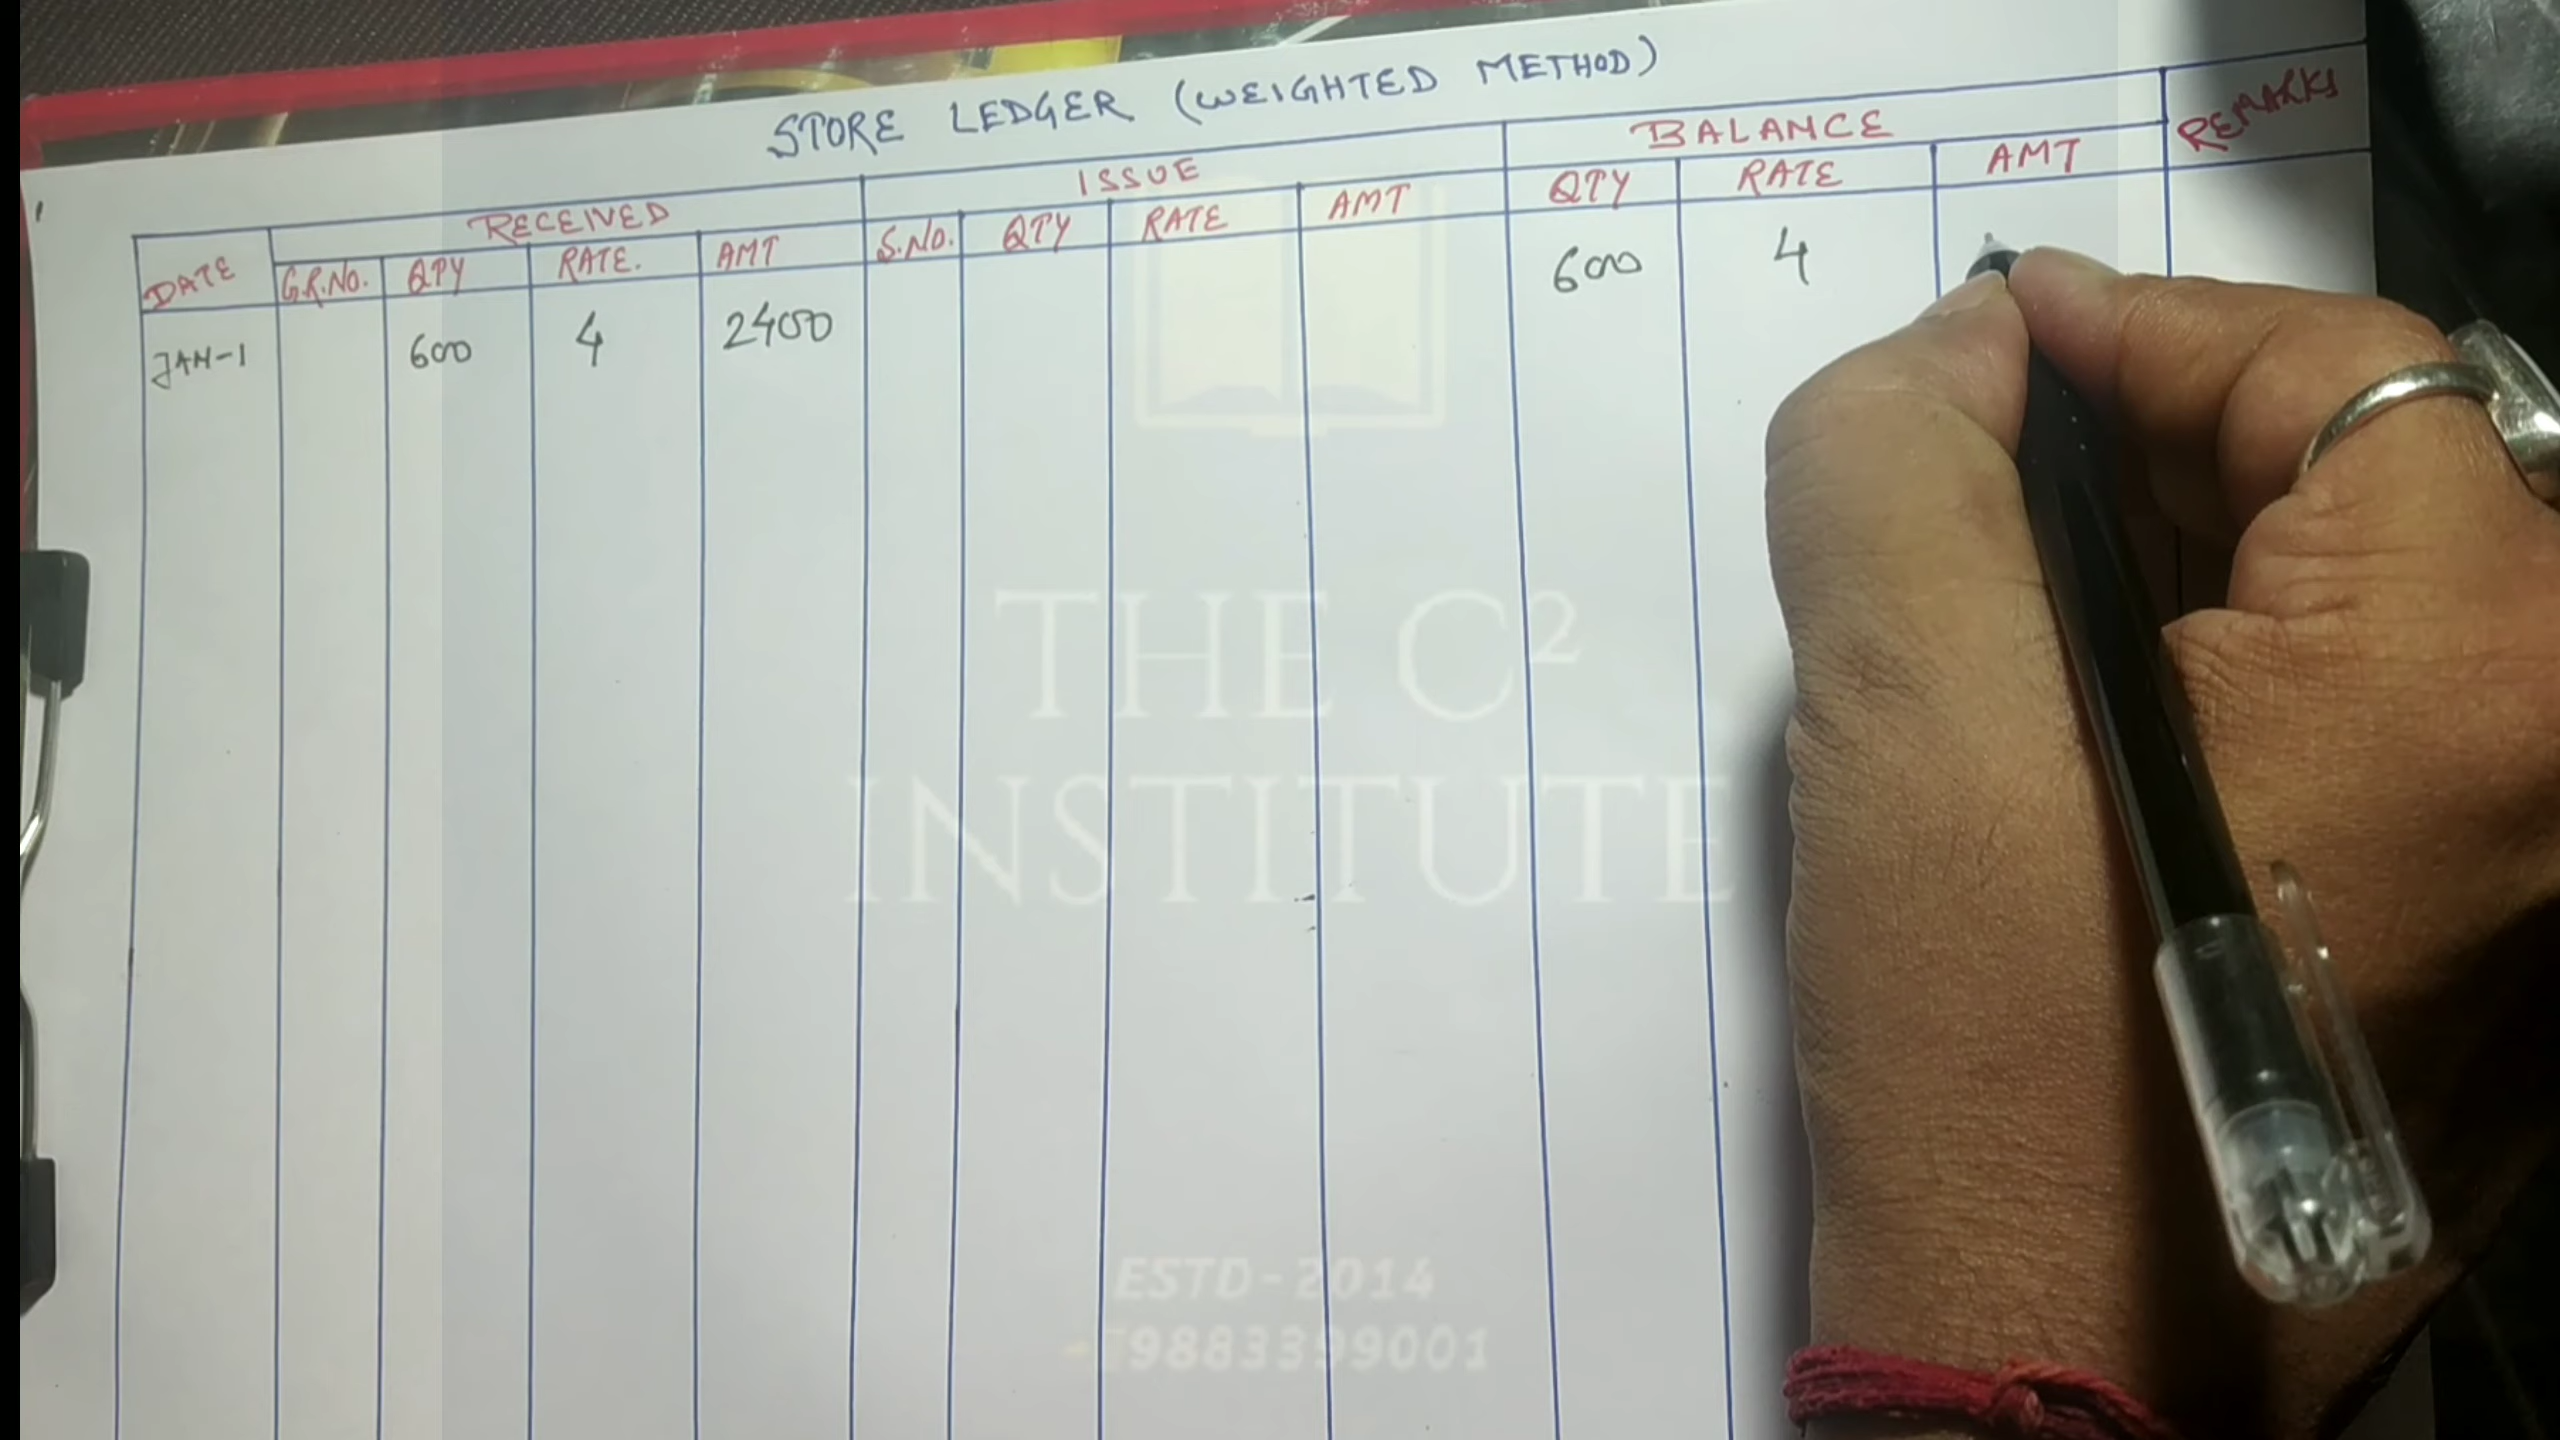 STORE LEDGER (WEIGHTED METHOD)
DATE RECEIVED ISSUE BALANCE REMARKS
G.R.NO. QTY RATE. AMT S.NO. QTY RATE AMT QTY RATE AMT
JAN-1 600 4 2400 600 4
THE C²
INSTITUTE
ESTD-2014
9883399001